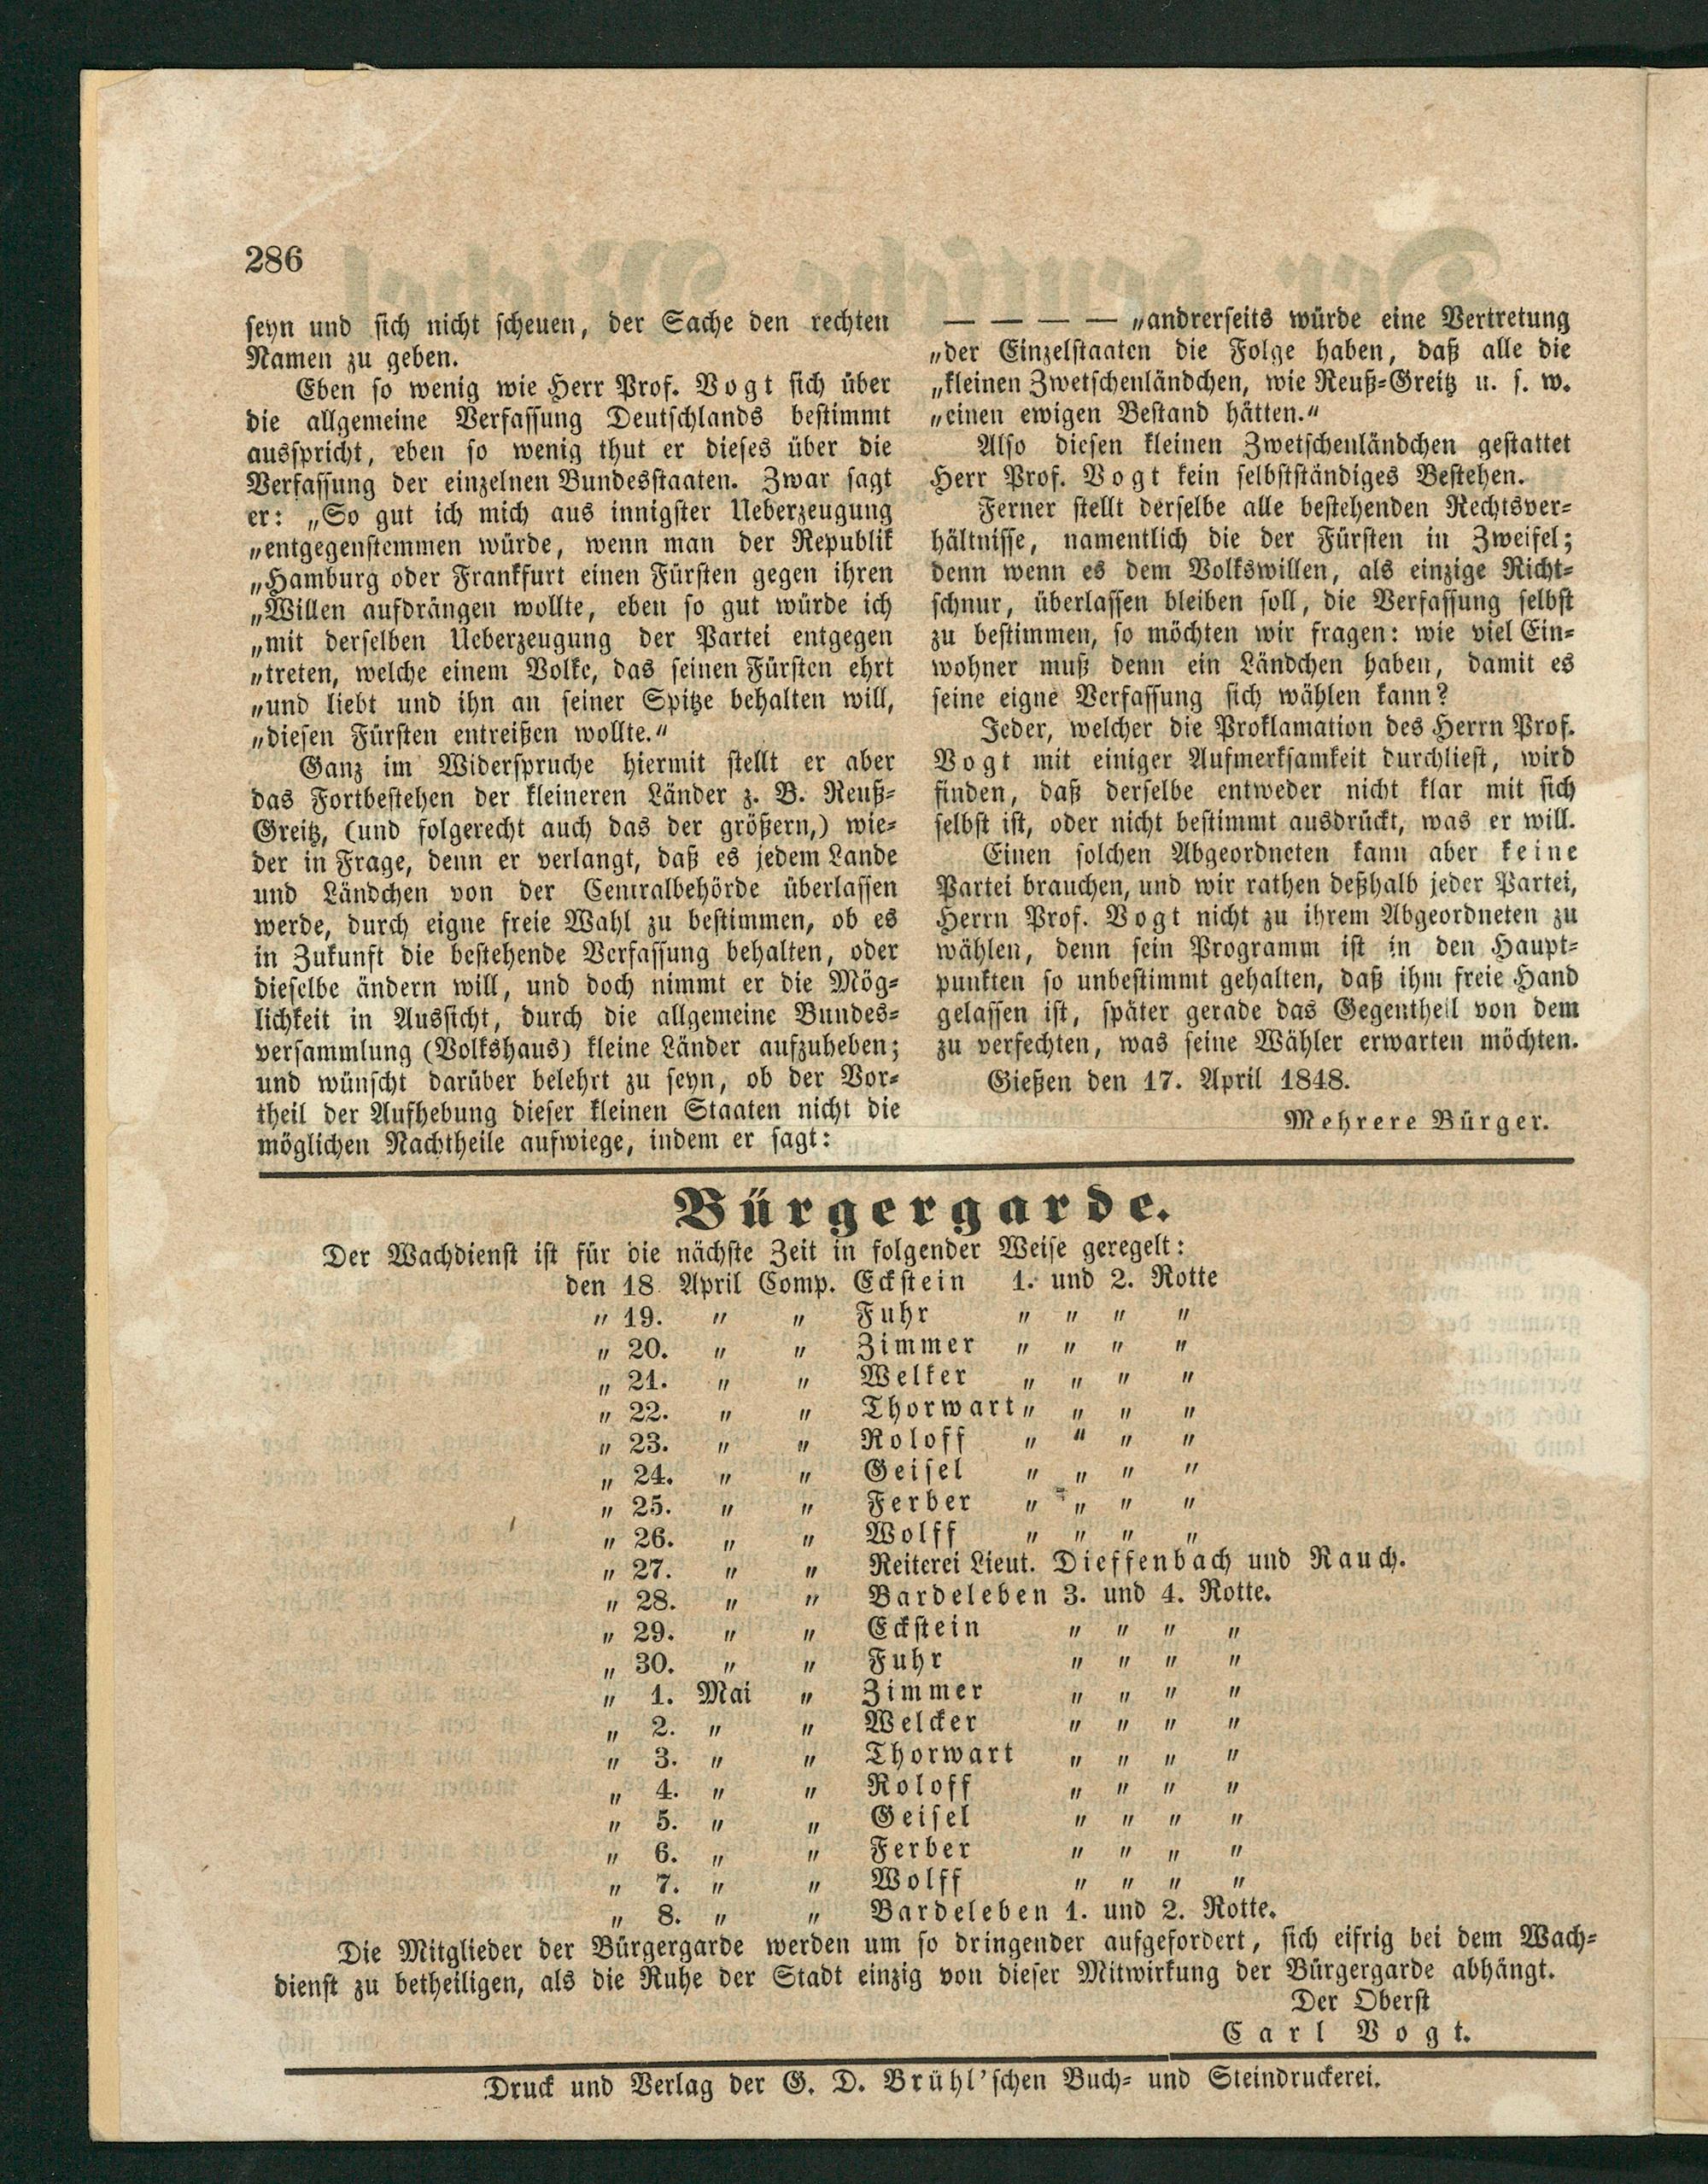 286
seyn und sich nicht scheuen, der Sache den rechten
Namen zu geben.
Eben so wenig wie Herr Prof. Vogt sich über
die allgemeine Verfassung Deutschlands bestimmt
ausspricht, eben so wenig thut er dieses über die
Verfassung der einzelnen Bundesstaaten. Zwar sagt
er: „So gut ich mich aus innigster Ueberzeugung
„entgegenstemmen würde, wenn man der Republik
„Hamburg oder Frankfurt einen Fürsten gegen ihren
„Willen aufdrängen wollte, eben so gut würde ich
„mit derselben Ueberzeugung der Partei entgegen
„treten, welche einem Volke, das seinen Fürsten ehrt
„und liebt und ihn an seiner Spitze behalten will,
„diesen Fürsten entreißen wollte.“
Ganz im Widerspruche hiermit stellt er aber
das Fortbestehen der kleineren Länder z. B. Reuß-
Greitz, (und folgerecht auch das der größern,) wie-
der in Frage, denn er verlangt, daß es jedem Lande
und Ländchen von der Centralbehörde überlassen
werde, durch eigne freie Wahl zu bestimmen, ob es
in Zukunft die bestehende Verfassung behalten, oder
dieselbe ändern will, und doch nimmt er die Mög-
lichkeit in Aussicht, durch die allgemeine Bundes-
versammlung (Volkshaus) kleine Länder aufzuheben;
und wünscht darüber belehrt zu seyn, ob der Vor-
theil der Aufhebung dieser kleinen Staaten nicht die
möglichen Nachtheile aufwiege, indem er sagt:
— — — — „andrerseits würde eine Vertretung
„der Einzelstaaten die Folge haben, daß alle die
„kleinen Zwetschenländchen, wie Reuß-Greitz u. s. w.
„einen ewigen Bestand hätten.“
Also diesen kleinen Zwetschenländchen gestattet
Herr Prof. Vogt kein selbstständiges Bestehen.
Ferner stellt derselbe alle bestehenden Rechtsver-
hältnisse, namentlich die der Fürsten in Zweifel;
denn wenn es dem Volkswillen, als einzige Richt-
schnur, überlassen bleiben soll, die Verfassung selbst
zu bestimmen, so möchten wir fragen: wie viel Ein-
wohner muß denn ein Ländchen haben, damit es
seine eigne Verfassung sich wählen kann?
Jeder, welcher die Proklamation des Herrn Prof.
Vogt mit einiger Aufmerksamkeit durchliest, wird
finden, daß derselbe entweder nicht klar mit sich
selbst ist, oder nicht bestimmt ausdrückt, was er will.
Einen solchen Abgeordneten kann aber keine
Partei brauchen, und wir rathen deßhalb jeder Partei,
Herrn Prof. Vogt nicht zu ihrem Abgeordneten zu
wählen, denn sein Programm ist in den Haupt-
punkten so unbestimmt gehalten, daß ihm freie Hand
gelassen ist, später gerade das Gegentheil von dem
zu verfechten, was seine Wähler erwarten möchten.
Gießen den 17. April 1848.
Mehrere Bürger.
Bürgergarde.
Der Wachdienst ist für die nächste Zeit in folgender Weise geregelt:
den 18 April Comp. Eckstein 1. und 2. Rotte
„ 19. „ „ Fuhr „ „ „ „
„ 20. „ „ Zimmer „ „ „ „
„ 21. „ „ Welker „ „ „ „
„ 22. „ „ Thorwart „ „ „ „
„ 23. „ „ Roloff „ „ „ „
„ 24. „ „ Geisel „ „ „ „
„ 25. „ „ Ferber „ „ „ „
„ 26. „ „ Wolff „ „ „ „
„ 27. „ „ Reiterei Lieut. Dieffenbach und Rauch.
„ 28. „ „ Bardeleben 3. und 4. Rotte.
„ 29. „ „ Eckstein „ „ „ „
„ 30. „ „ Fuhr „ „ „ „
„ 1. Mai „ Zimmer „ „ „ „
„ 2. „ „ Welcker „ „ „ „
„ 3. „ „ Thorwart „ „ „ „
„ 4. „ „ Roloff „ „ „ „
„ 5. „ „ Geisel „ „ „ „
„ 6. „ „ Ferber „ „ „ „
„ 7. „ „ Wolff „ „ „ „
„ 8. „ „ Bardeleben 1. und 2. Rotte.
Die Mitglieder der Bürgergarde werden um so dringender aufgefordert, sich eifrig bei dem Wach-
dienst zu betheiligen, als die Ruhe der Stadt einzig von dieser Mitwirkung der Bürgergarde abhängt.
Der Oberst
Carl Vogt.
Druck und Verlag der G. D. Brühl'schen Buch- und Steindruckerei.